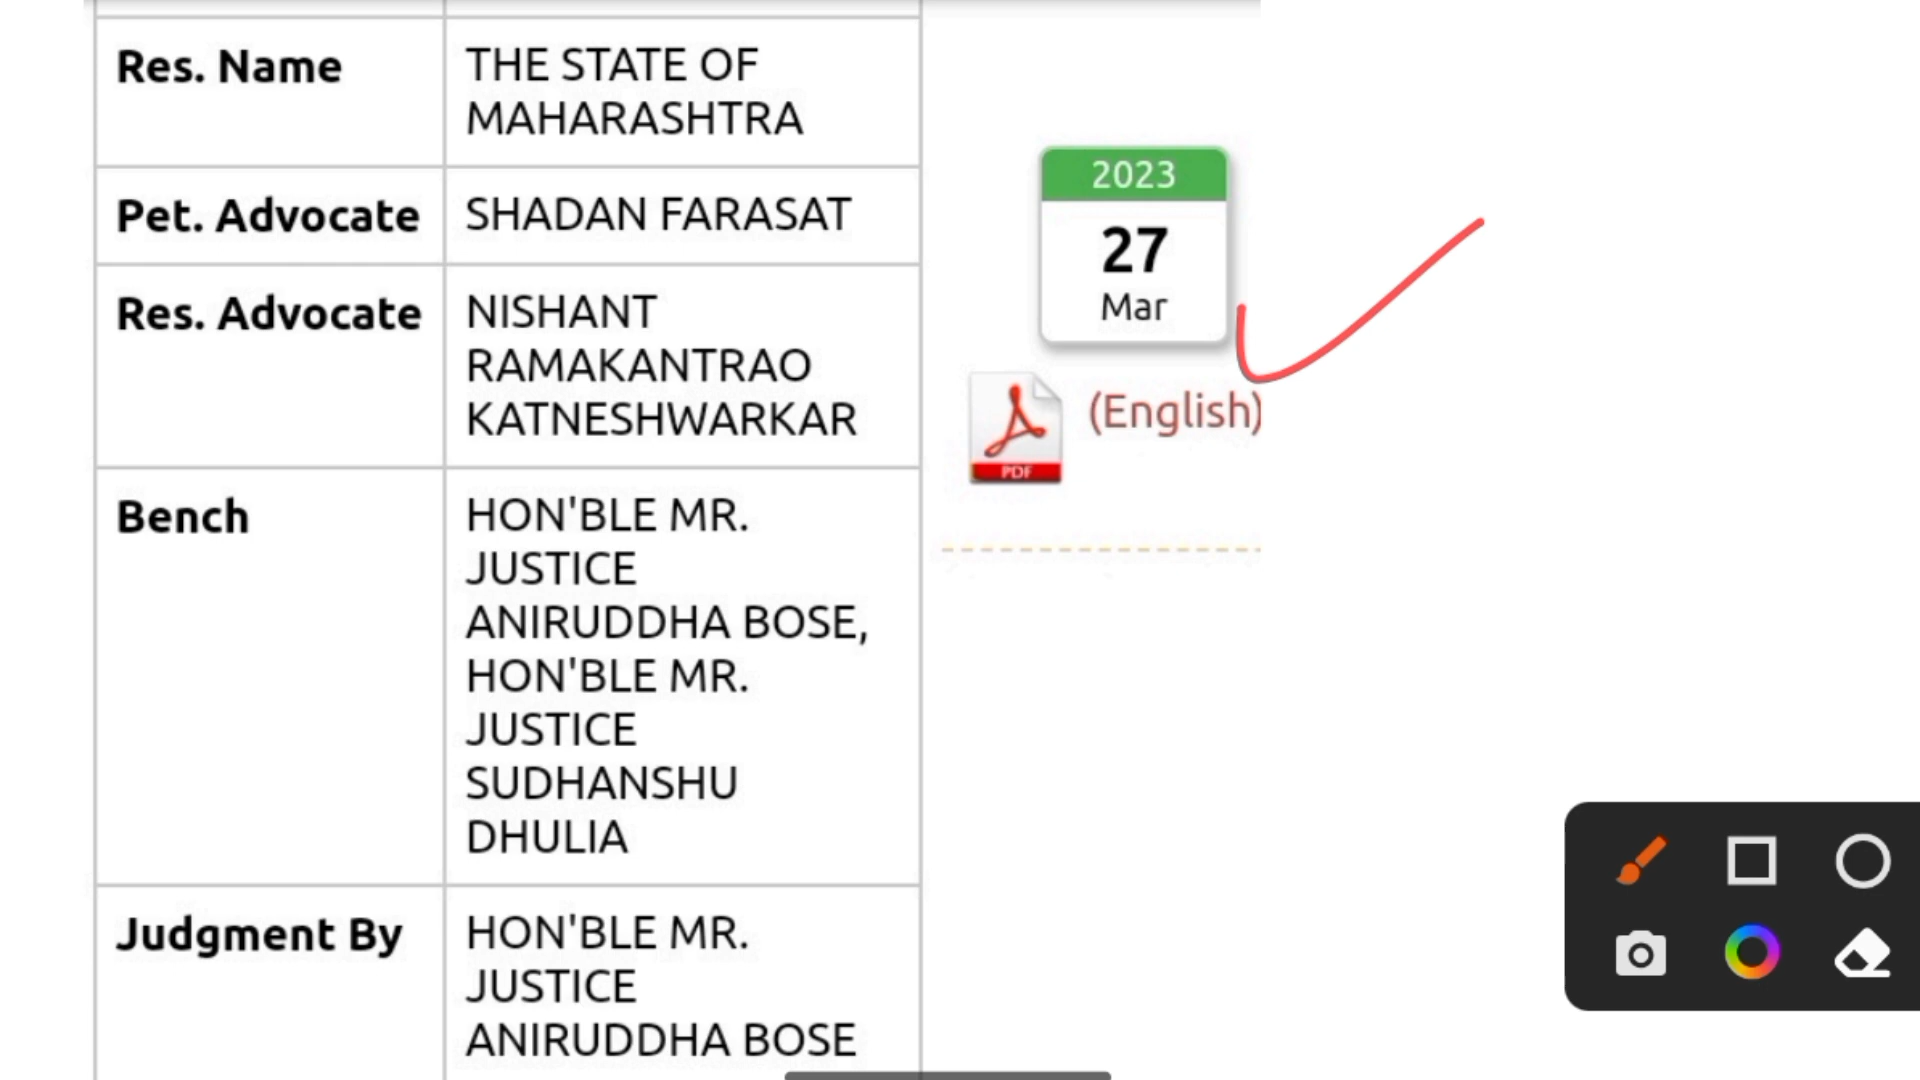 Res. Name
THE STATE OF
MAHARASHTRA
Pet. Advocate
SHADAN FARASAT
Res. Advocate
NISHANT
RAMAKANTRAO
KATNESHWARKAR
Bench
HON'BLE MR.
JUSTICE
ANIRUDDHA BOSE,
HON'BLE MR.
JUSTICE
SUDHANSHU
DHULIA
Judgment By
HON'BLE MR.
JUSTICE
ANIRUDDHA BOSE
2023
27
Mar
PDF
(English)